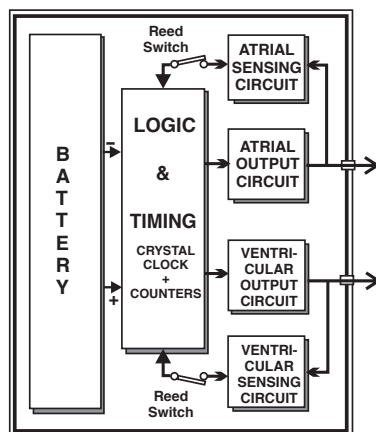 Reed
Switch
ATRIAL
SENSING
CIRCUIT
B
A
T
T
E
R
Y
–
+
LOGIC
&
TIMING
CRYSTAL
CLOCK
+
COUNTERS
ATRIAL
OUTPUT
CIRCUIT
VENTRI-
CULAR
OUTPUT
CIRCUIT
VENTRI-
CULAR
SENSING
CIRCUIT
Reed
Switch